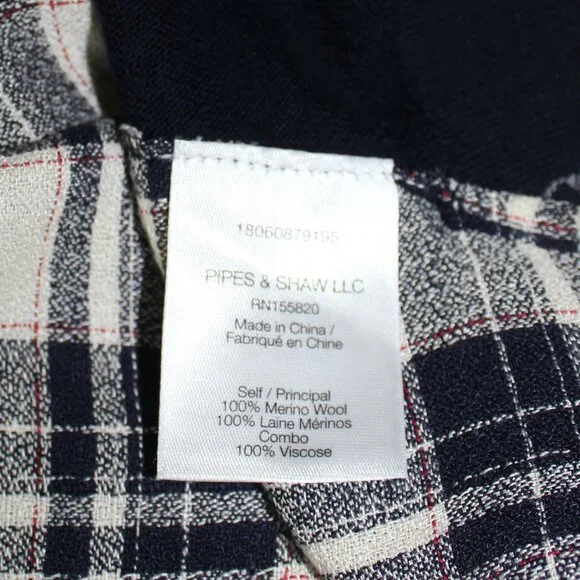 18060879195
PIPES & SHAW LLC
RN155820
Made in China /
Fabriqué en Chine
Self / Principal
100% Merino Wool
100% Laine Mérinos
Combo
100% Viscose